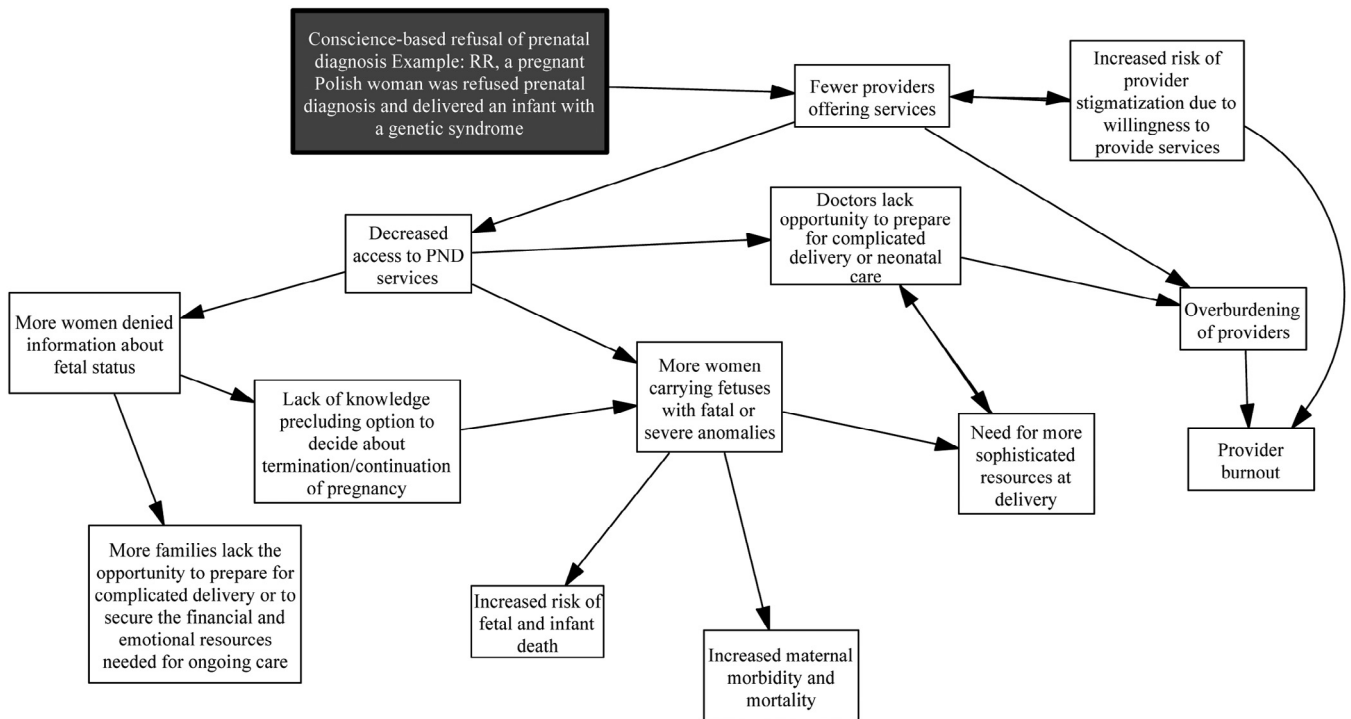 Conscience-based refusal of prenatal
diagnosis Example: RR, a pregnant
Polish woman was refused prenatal
diagnosis and delivered an infant with
a genetic syndrome
Fewer providers
offering services
Increased risk of
provider
stigmatization due to
willingness to
provide services
Decreased
access to PND
services
Doctors lack
opportunity to prepare
for complicated
delivery or neonatal
care
More women denied
information about
fetal status
Overburdening
of providers
Lack of knowledge
precluding option to
decide about
termination/continuation
of pregnancy
More women
carrying fetuses
with fatal or
severe anomalies
Need for more
sophisticated
resources at
delivery
Provider
burnout
More families lack the
opportunity to prepare for
complicated delivery or to
secure the financial and
emotional resources
needed for ongoing care
Increased risk of
fetal and infant
death
Increased maternal
morbidity and
mortality